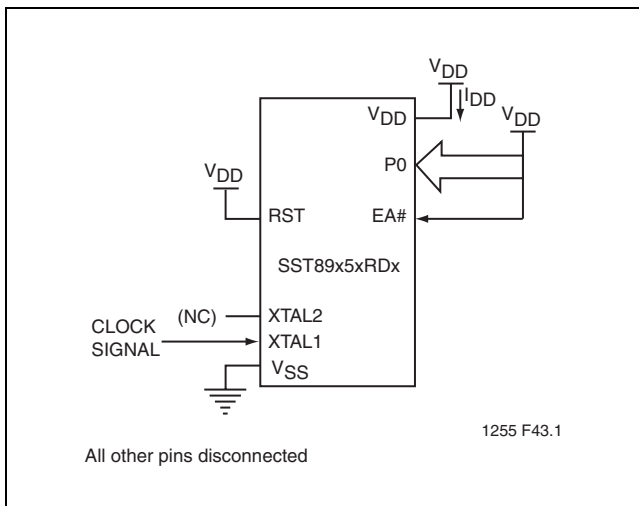 VDD
IDD
VDD
VDD
P0
VDD
RST
EA#
SST89x5xRDx
(NC)
XTAL2
CLOCK
SIGNAL
XTAL1
VSS
1255 F43.1
All other pins disconnected